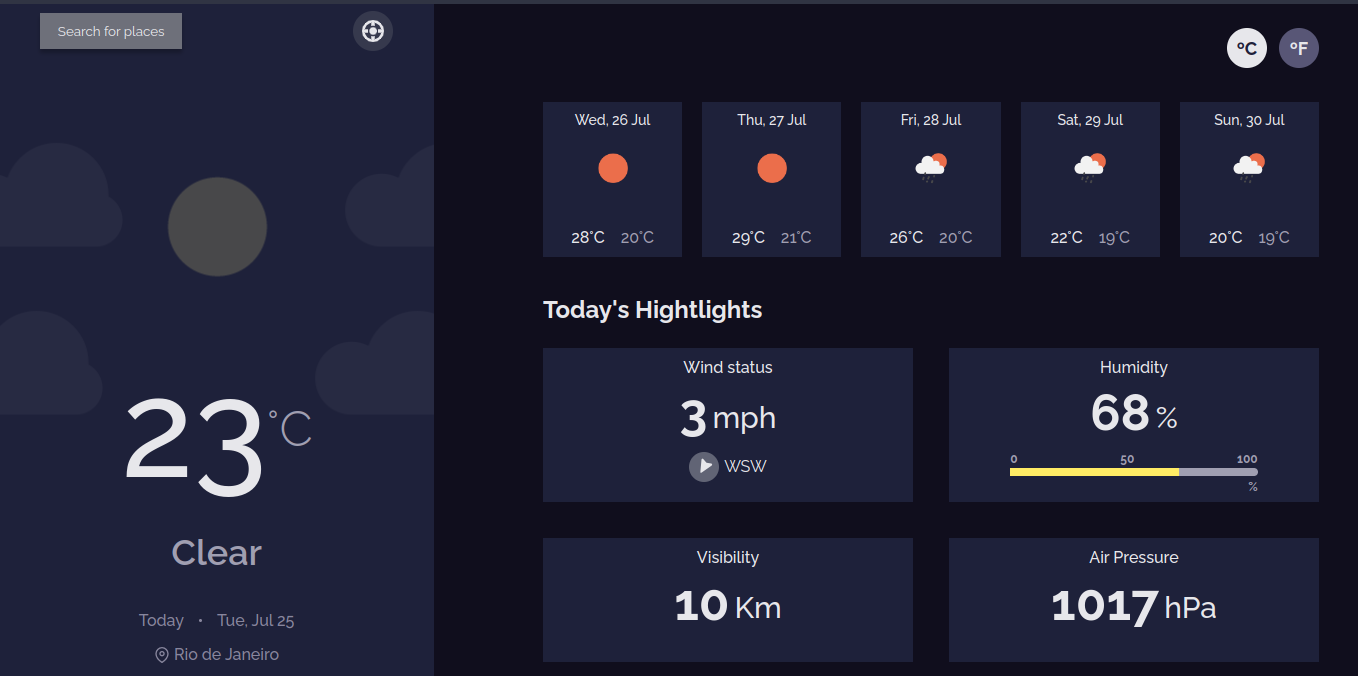 Search for places
23°C
Clear
Today • Tue, Jul 25
Rio de Janeiro
°C °F
Wed, 26 Jul
28°C 20°C
Thu, 27 Jul
29°C 21°C
Fri, 28 Jul
26°C 20°C
Sat, 29 Jul
22°C 19°C
Sun, 30 Jul
20°C 19°C
Today's Hightlights
Wind status
3 mph
WSW
Humidity
68 %
0 50 100
%
Visibility
10 Km
Air Pressure
1017 hPa